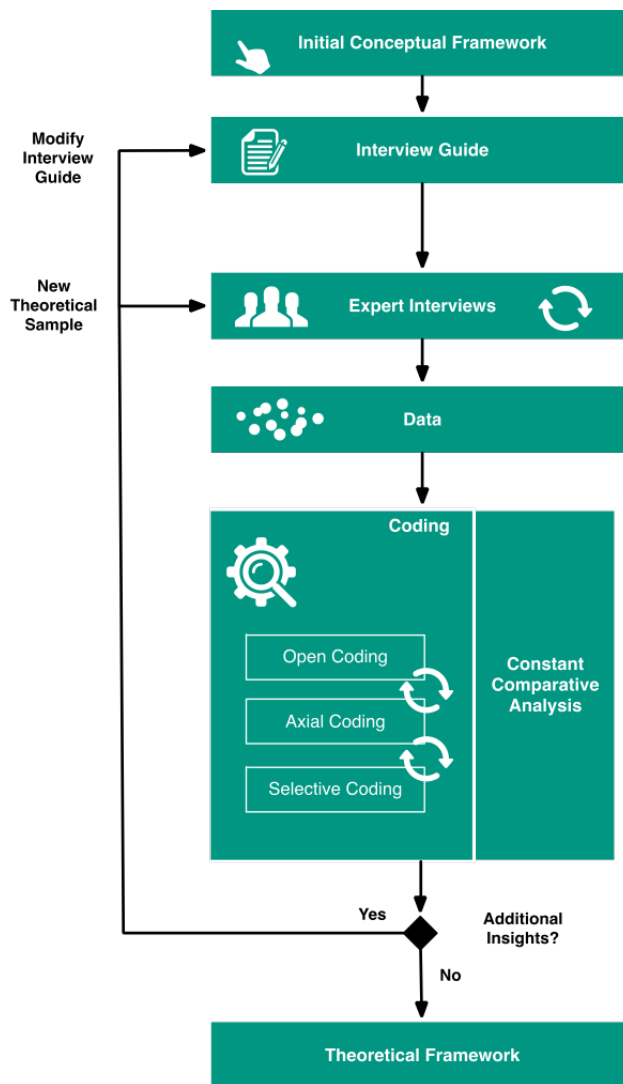 Initial Conceptual Framework
Modify
Interview
Guide
Interview Guide
New
Theoretical
Sample
Expert Interviews
Data
Coding
Open Coding
Axial Coding
Selective Coding
Constant
Comparative
Analysis
Yes
Additional
Insights?
No
Theoretical Framework